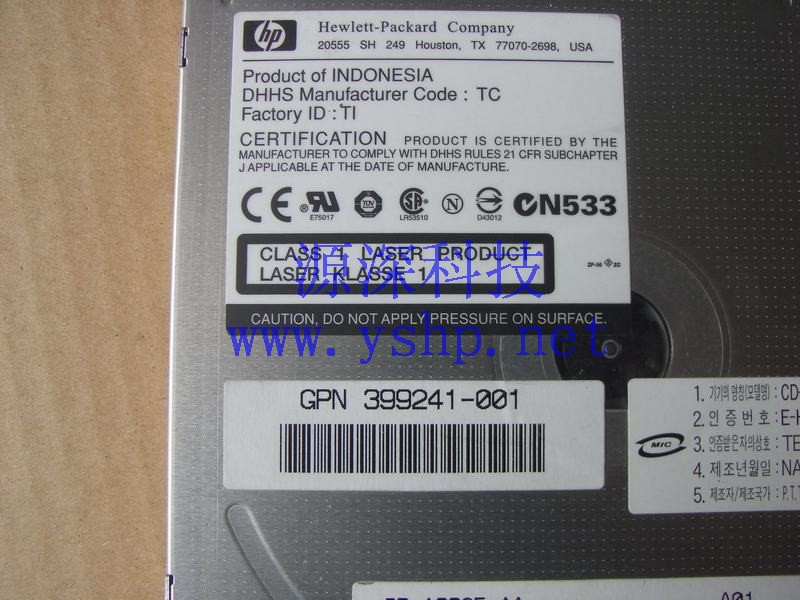 hp
Hewlett-Packard Company
20555 SH 249 Houston, TX 77070-2698, USA
Product of INDONESIA
DHHS Manufacturer Code : TC
Factory ID : TI
CERTIFICATION PRODUCT IS CERTIFIED BY THE
MANUFACTURER TO COMPLY WITH DHHS RULES 21 CFR SUBCHAPTER
J APPLICABLE AT THE DATE OF MANUFACTURE.
CE N533
E75017 LR53510 D43012
CLASS 1 LASER PRODUCT
LASER KLASSE 1
源深科技
CAUTION, DO NOT APPLY PRESSURE ON SURFACE.
www.yshp.net
GPN 399241-001
MIC
1. 기기의 명칭(모델명) : CD-
2. 인 증 번 호 : E-H
3. 인증받은자의상호 : TE
4. 제조년월일 : NA
5. 제조자/제조국가 : P.T.
A01